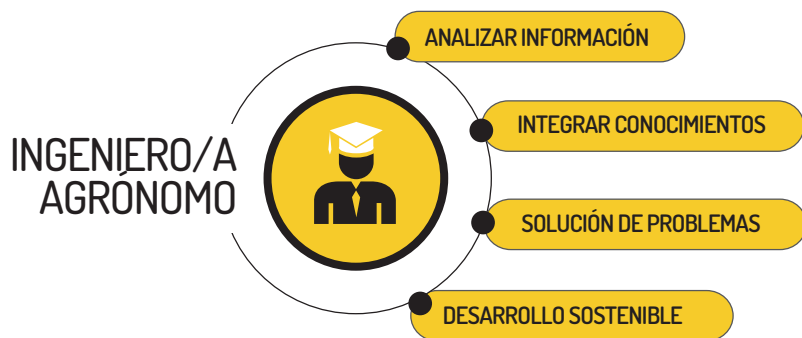 INGENIERO/A
AGRÓNOMO
ANALIZAR INFORMACIÓN
INTEGRAR CONOCIMIENTOS
SOLUCIÓN DE PROBLEMAS
DESARROLLO SOSTENIBLE